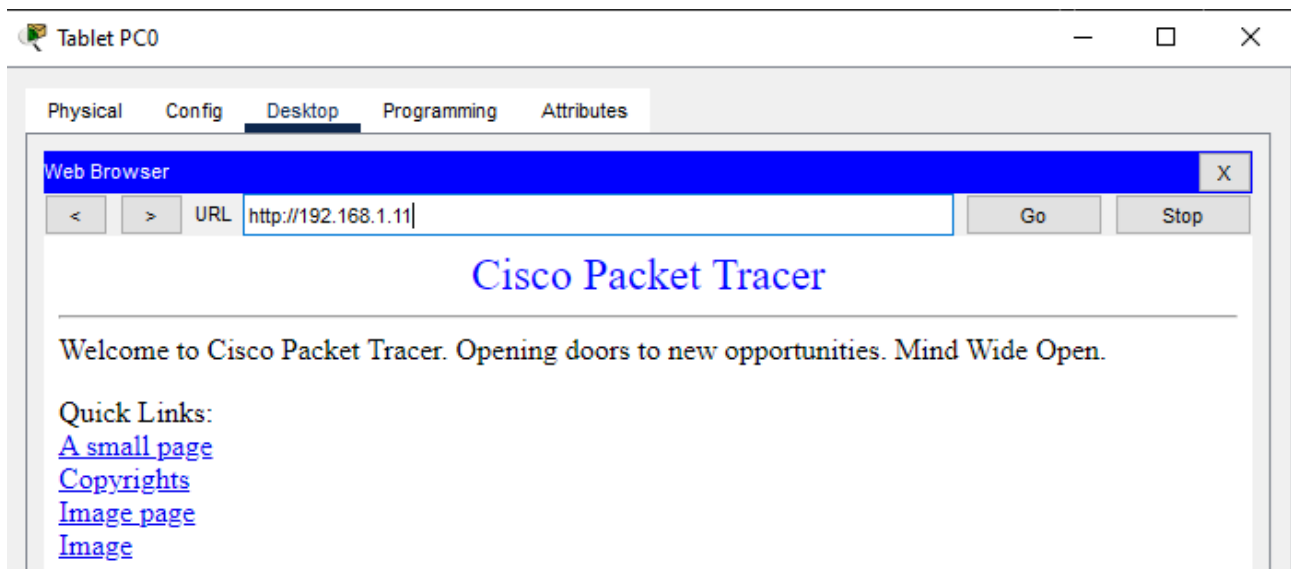 Tablet PC0
Physical Config Desktop Programming Attributes
Web Browser X
< > URL http://192.168.1.11 Go Stop
Cisco Packet Tracer
Welcome to Cisco Packet Tracer. Opening doors to new opportunities. Mind Wide Open.
Quick Links:
A small page
Copyrights
Image page
Image